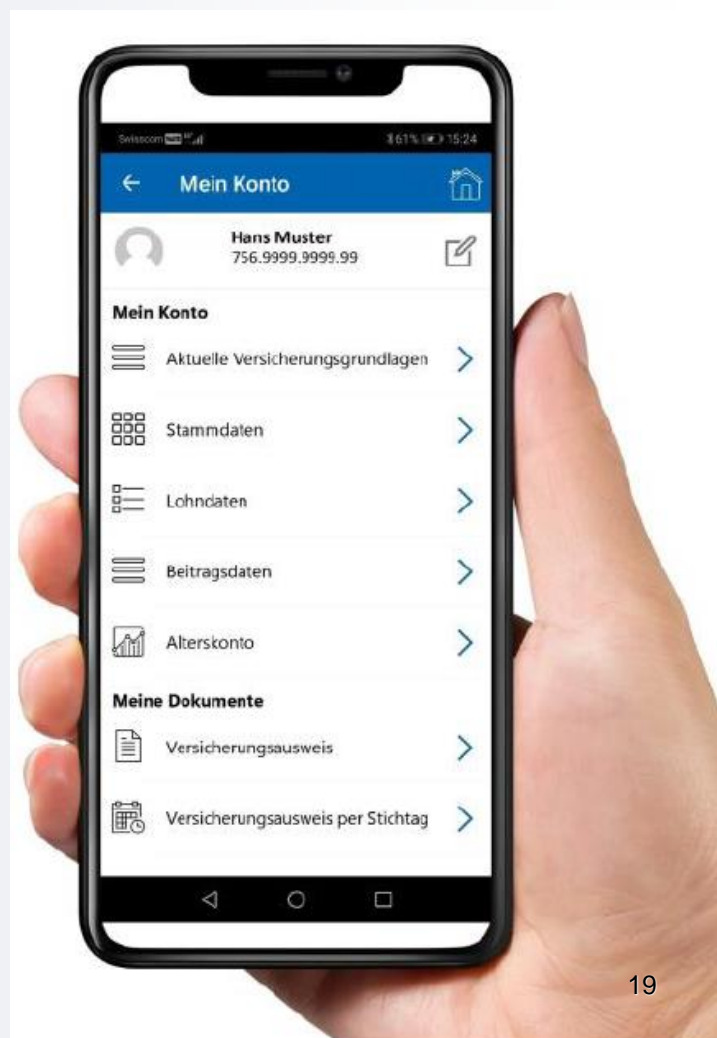 Swisscom
61% 15:24
Mein Konto
Hans Muster
756.9999.9999.99
Mein Konto
Aktuelle Versicherungsgrundlagen
Stammdaten
Lohndaten
Beitragsdaten
Alterskonto
Meine Dokumente
Versicherungsausweis
Versicherungsausweis per Stichtag
19